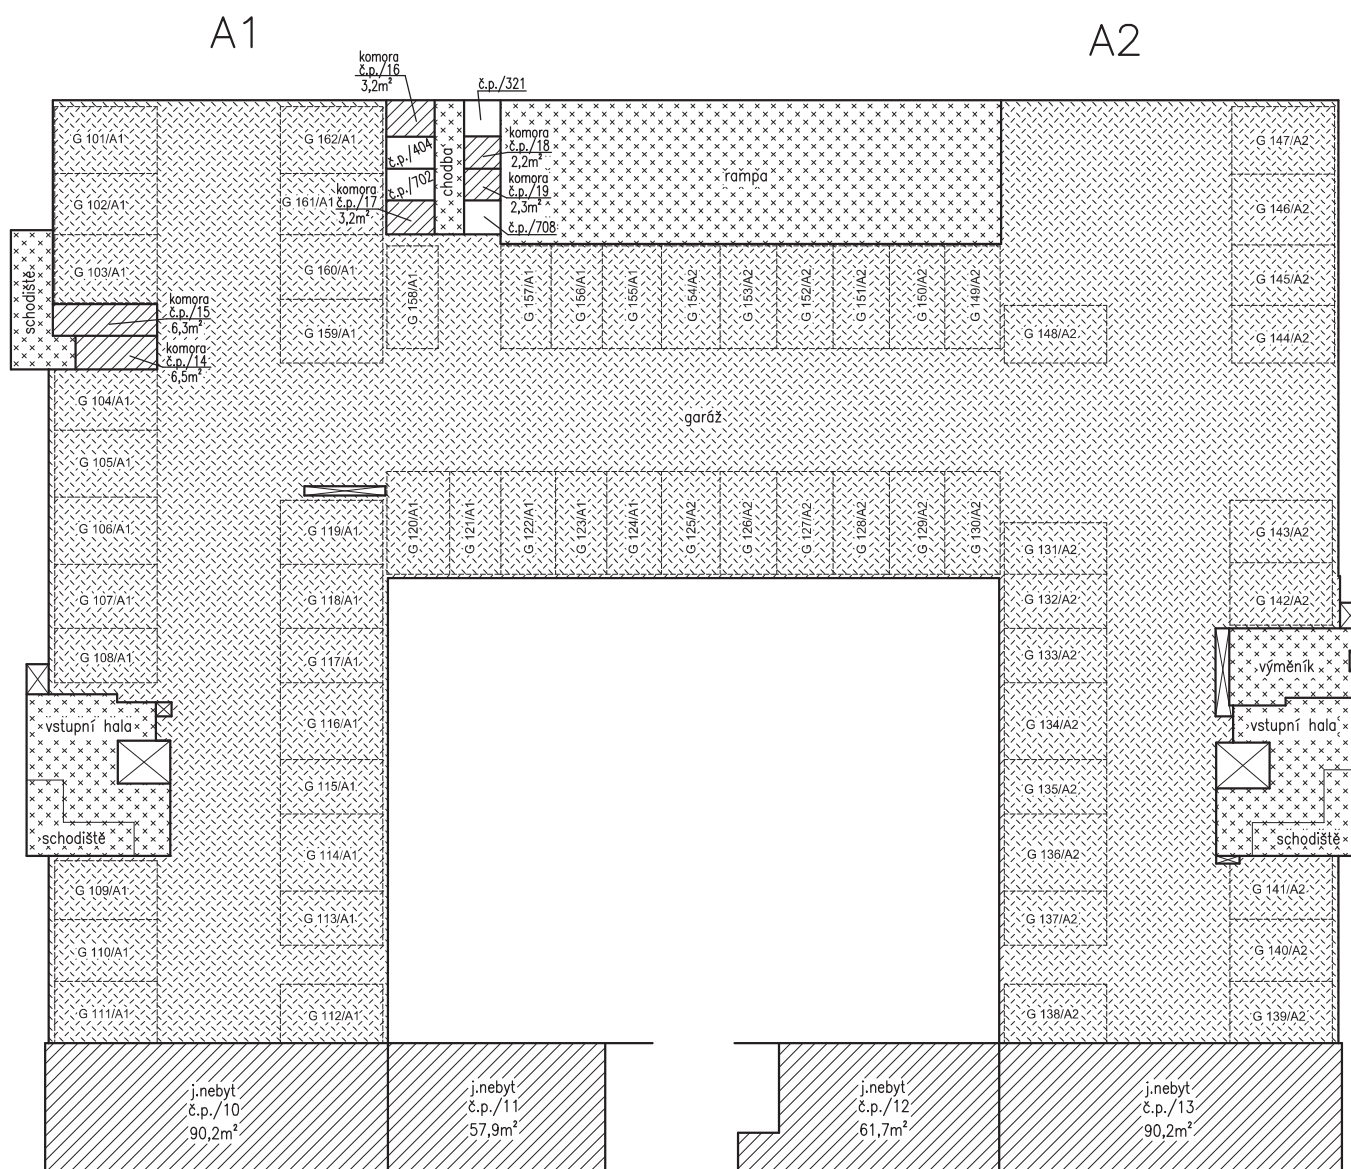 A1
A2
komora
č.p./16
3,2m²
č.p./321
G 101/A1
G 162/A1
č.p./404
chodba
komora
č.p./18
2,2m²
rampa
G 147/A2
G 102/A1
G 161/A1
komora
č.p./17
3,2m²
č.p./702
komora
č.p./19
2,3m²
č.p./708
G 146/A2
schodiště
G 103/A1
G 160/A1
G 158/A1
G 157/A1
G 156/A1
G 155/A1
G 154/A2
G 153/A2
G 152/A2
G 151/A2
G 150/A2
G 149/A2
G 145/A2
komora
č.p./15
6,3m²
G 159/A1
G 148/A2
G 144/A2
komora
č.p./14
6,5m²
G 104/A1
garáž
G 105/A1
G 106/A1
G 119/A1
G 120/A1
G 121/A1
G 122/A1
G 123/A1
G 124/A1
G 125/A2
G 126/A2
G 127/A2
G 128/A2
G 129/A2
G 130/A2
G 131/A2
G 143/A2
G 107/A1
G 118/A1
G 132/A2
G 142/A2
G 108/A1
G 117/A1
G 133/A2
výměník
vstupní hala
G 116/A1
G 134/A2
vstupní hala
G 115/A1
G 135/A2
schodiště
G 114/A1
G 136/A2
schodiště
G 109/A1
G 113/A1
G 137/A2
G 141/A2
G 110/A1
G 140/A2
G 111/A1
G 112/A1
G 138/A2
G 139/A2
j.nebyt
č.p./10
90,2m²
j.nebyt
č.p./11
57,9m²
j.nebyt
č.p./12
61,7m²
j.nebyt
č.p./13
90,2m²